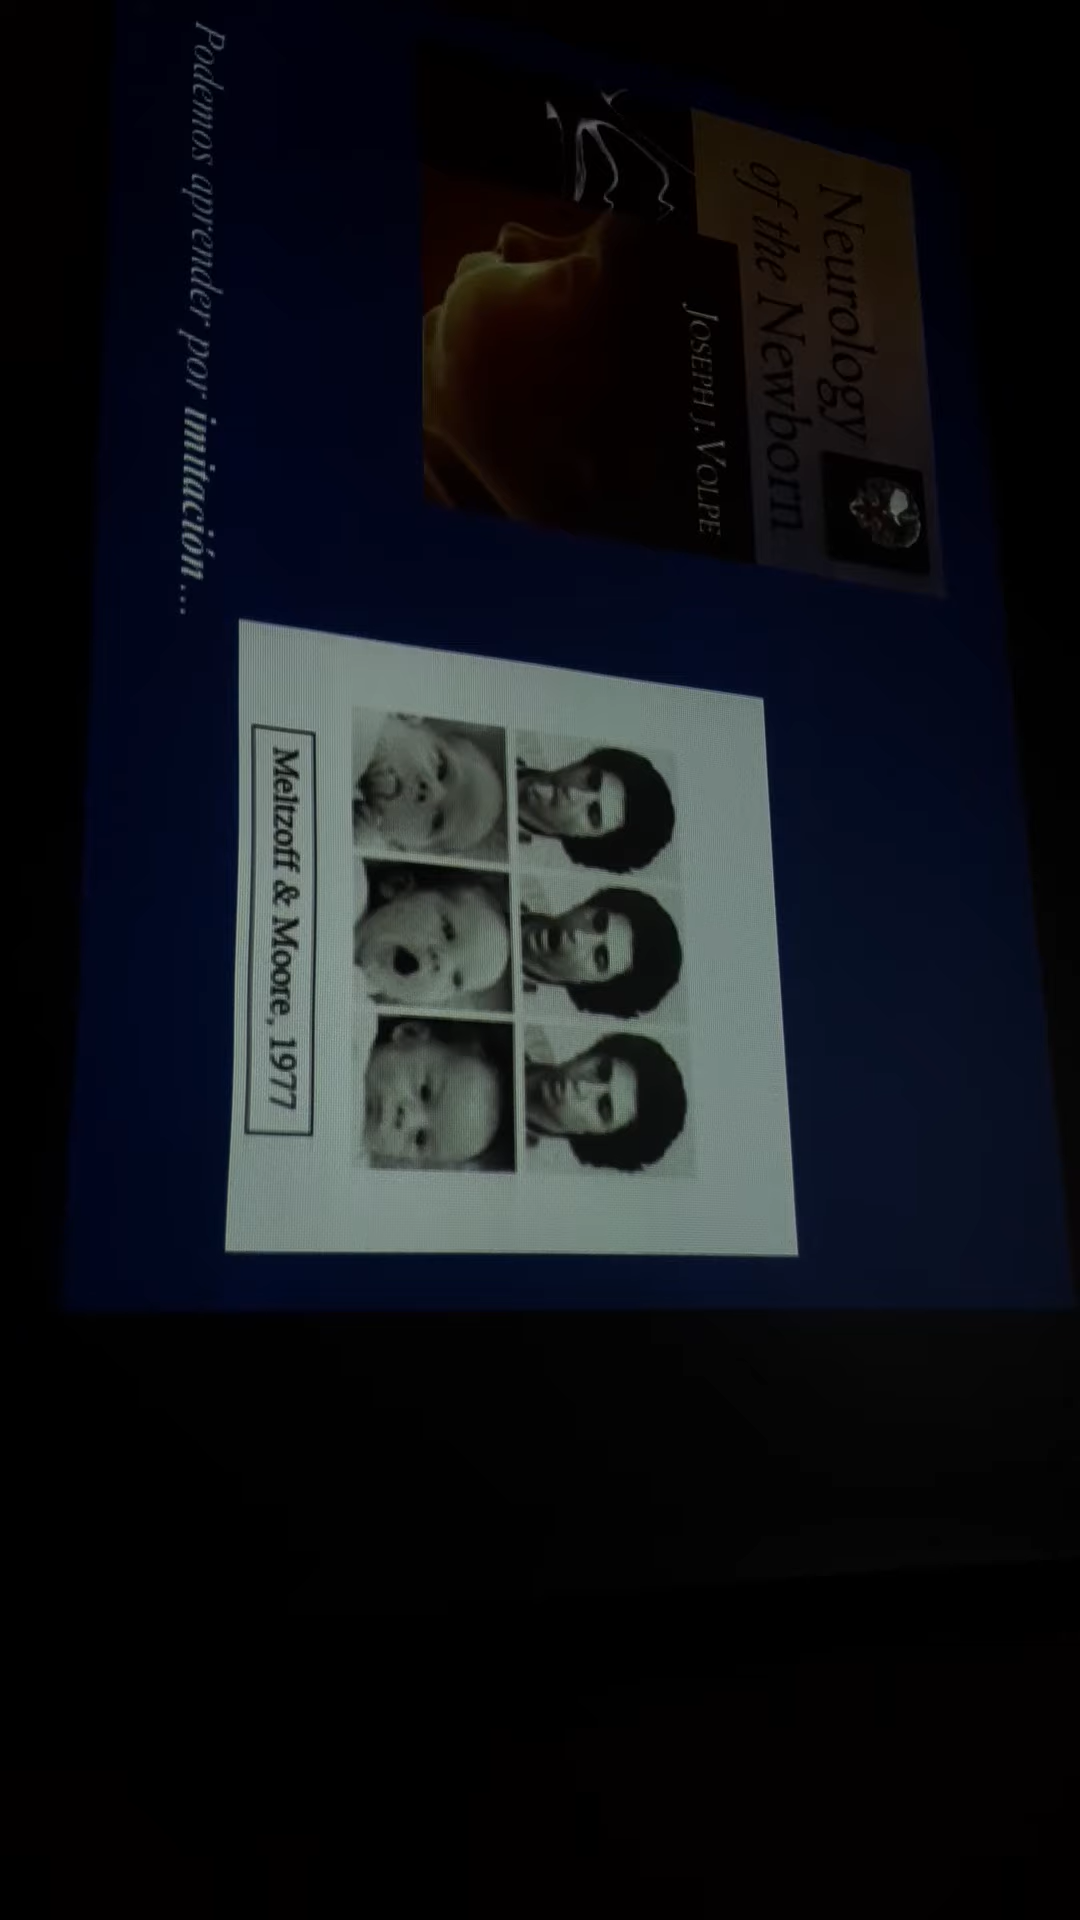 Neurology
of the Newborn
JOSEPH J. VOLPE
Meltzoff & Moore, 1977
Podemos aprender por imitación…